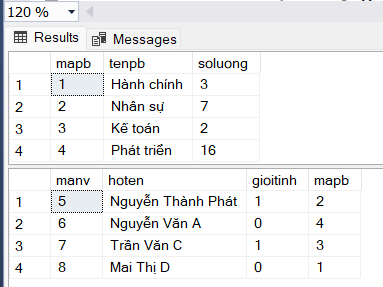 120 %
Results Messages
mapb tenpb soluong
1 1 Hành chính 3
2 2 Nhân sự 7
3 3 Kế toán 2
4 4 Phát triển 16
manv hoten gioitinh mapb
1 5 Nguyễn Thành Phát 1 2
2 6 Nguyễn Văn A 0 4
3 7 Trần Văn C 1 3
4 8 Mai Thị D 0 1